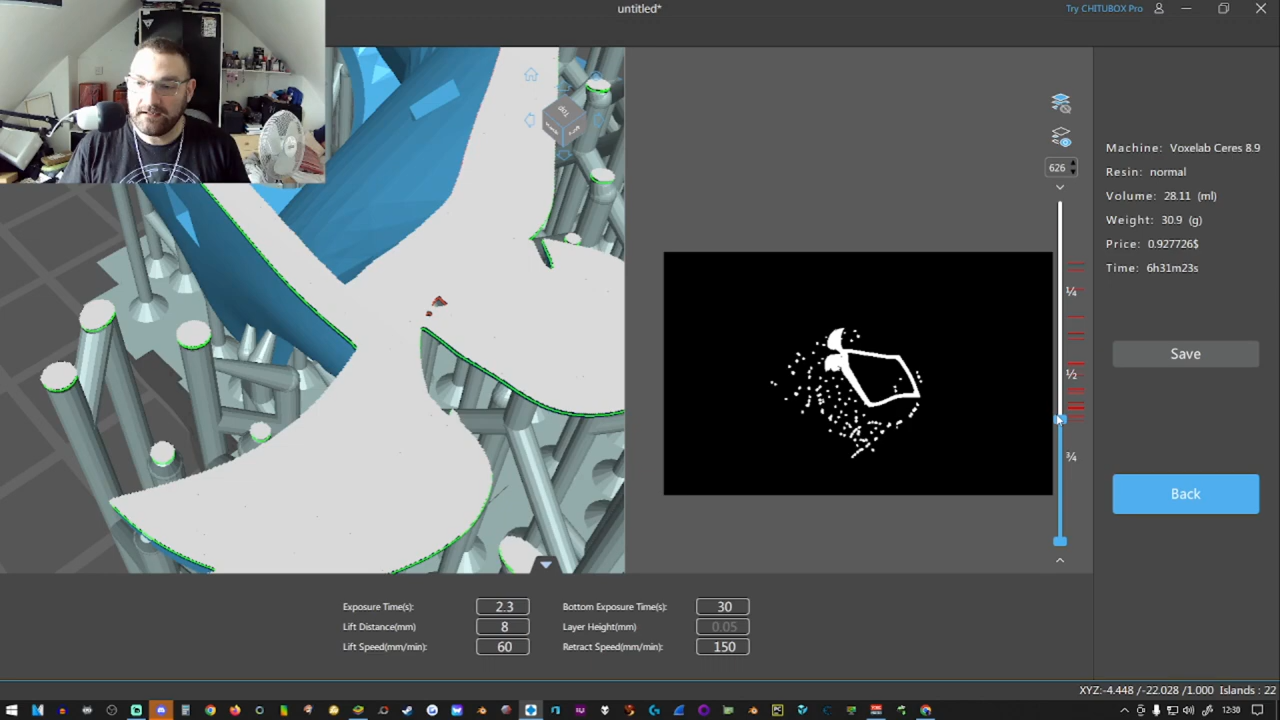 untitled*
Try CHITUBOX Pro
Top
626
Machine: Voxelab Ceres 8.9
Resin: normal
Volume: 28.11 (ml)
Weight: 30.9 (g)
Price: 0.927726$
Time: 6h31m23s
¼
½
¾
Save
Back
Exposure Time(s): 2.3 Bottom Exposure Time(s): 30
Lift Distance(mm) 8 Layer Height(mm) 0.05
Lift Speed(mm/min): 60 Retract Speed(mm/min): 150
XYZ:-4.448 /-22.028 /1.000 Islands : 22
12:30